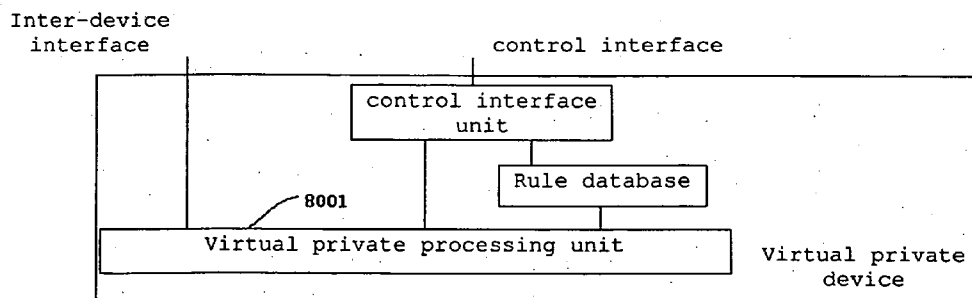 Inter-device
interface
control interface
control interface
unit
Rule database
8001
Virtual private processing unit
Virtual private
device